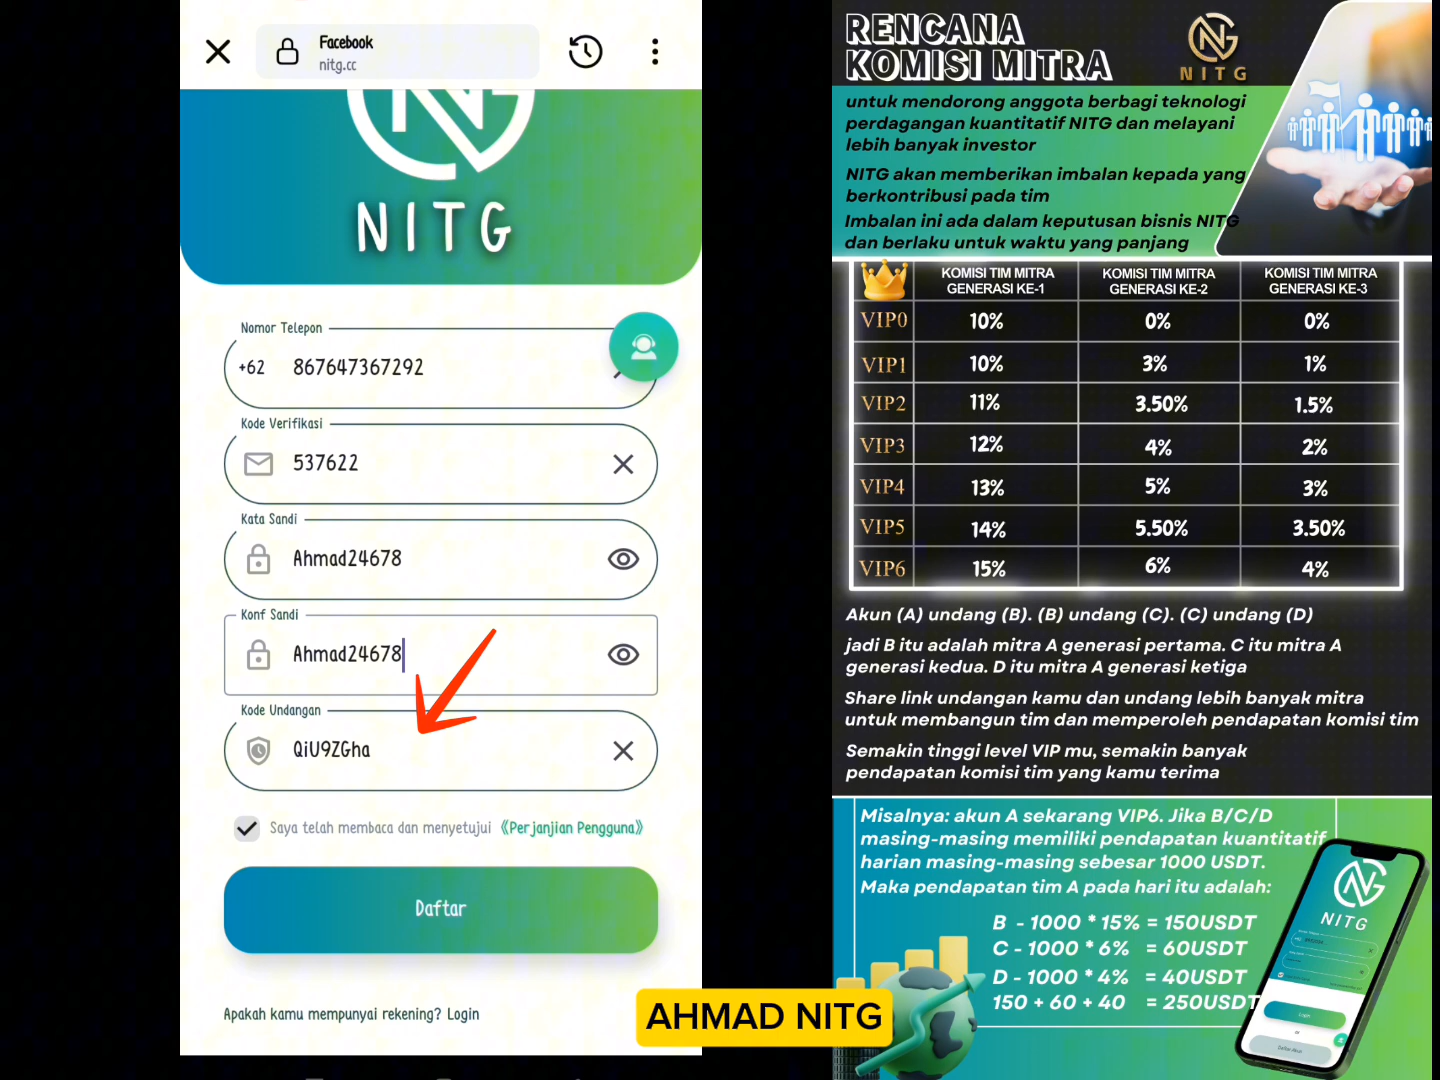 Facebook
nitg.cc
NITG
Nomor Telepon
+62 867647367292
Kode Verifikasi
537622
Kata Sandi
Ahmad24678
Konf Sandi
Ahmad24678
Kode Undangan
QiU9ZGha
Saya telah membaca dan menyetujui 《Perjanjian Pengguna》
Daftar
Apakah kamu mempunyai rekening? Login
AHMAD NITG
RENCANA
KOMISI MITRA
NITG
untuk mendorong anggota berbagi teknologi
perdagangan kuantitatif NITG dan melayani
lebih banyak investor
NITG akan memberikan imbalan kepada yang
berkontribusi pada tim
Imbalan ini ada dalam keputusan bisnis NITG
dan berlaku untuk waktu yang panjang
KOMISI TIM MITRA GENERASI KE-1 KOMISI TIM MITRA GENERASI KE-2 KOMISI TIM MITRA GENERASI KE-3
VIP0 10% 0% 0%
VIP1 10% 3% 1%
VIP2 11% 3.50% 1.5%
VIP3 12% 4% 2%
VIP4 13% 5% 3%
VIP5 14% 5.50% 3.50%
VIP6 15% 6% 4%
Akun (A) undang (B). (B) undang (C). (C) undang (D)
jadi B itu adalah mitra A generasi pertama. C itu mitra A
generasi kedua. D itu mitra A generasi ketiga
Share link undangan kamu dan undang lebih banyak mitra
untuk membangun tim dan memperoleh pendapatan komisi tim
Semakin tinggi level VIP mu, semakin banyak
pendapatan komisi tim yang kamu terima
Misalnya: akun A sekarang VIP6. Jika B/C/D
masing-masing memiliki pendapatan kuantitatif
harian masing-masing sebesar 1000 USDT.
Maka pendapatan tim A pada hari itu adalah:
B - 1000 * 15% = 150USDT
C - 1000 * 6% = 60USDT
D - 1000 * 4% = 40USDT
150 + 60 + 40 = 250USDT
NITG
Login